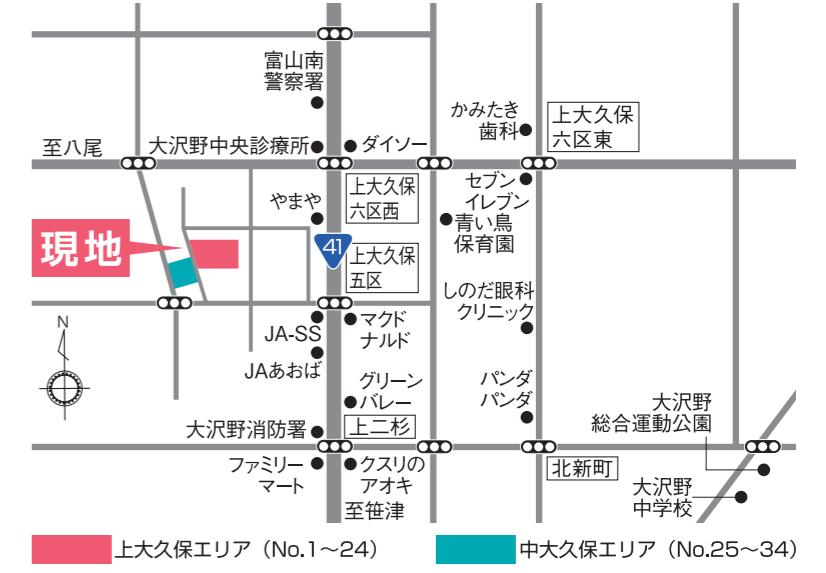 富山南
警察署
かみたき
歯科
上大久保
六区東
至八尾
大沢野中央診療所
ダイソー
セブン
イレブン
上大久保
六区西
やまや
青い鳥
保育園
現地
41
上大久保
五区
しのだ眼科
クリニック
N
JA-SS
マクド
ナルド
JAあおば
グリーン
バレー
パンダ
パンダ
大沢野
総合運動公園
大沢野消防署
上二杉
ファミリー
マート
クスリの
アオキ
北新町
大沢野
中学校
至笹津
上大久保エリア（No.1～24）
中大久保エリア（No.25～34）